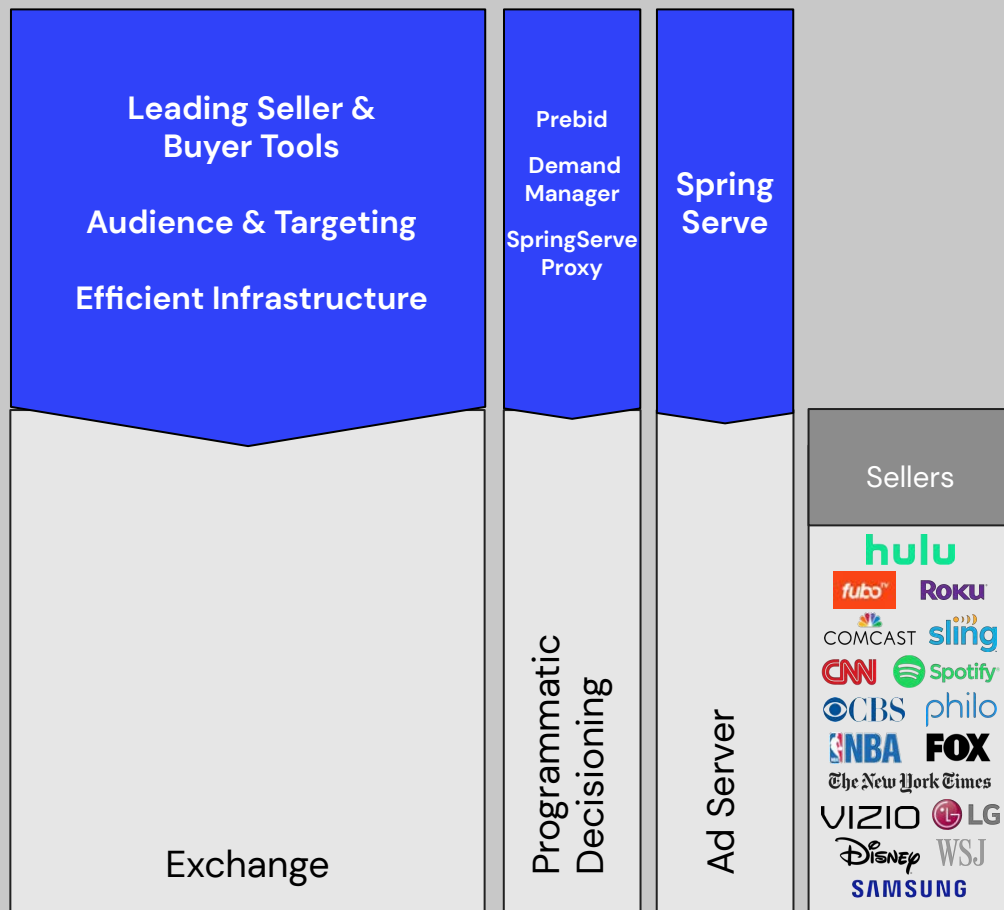 Leading Seller &
Buyer Tools
Audience & Targeting
Efficient Infrastructure
Exchange
Prebid
Demand
Manager
SpringServe
Proxy
Programmatic
Decisioning
Spring
Serve
Ad Server
Sellers
hulu
fuboTV ROKU
COMCAST sling
CNN Spotify
CBS philo
NBA FOX
The New York Times
VIZIO LG
Disney WSJ
SAMSUNG